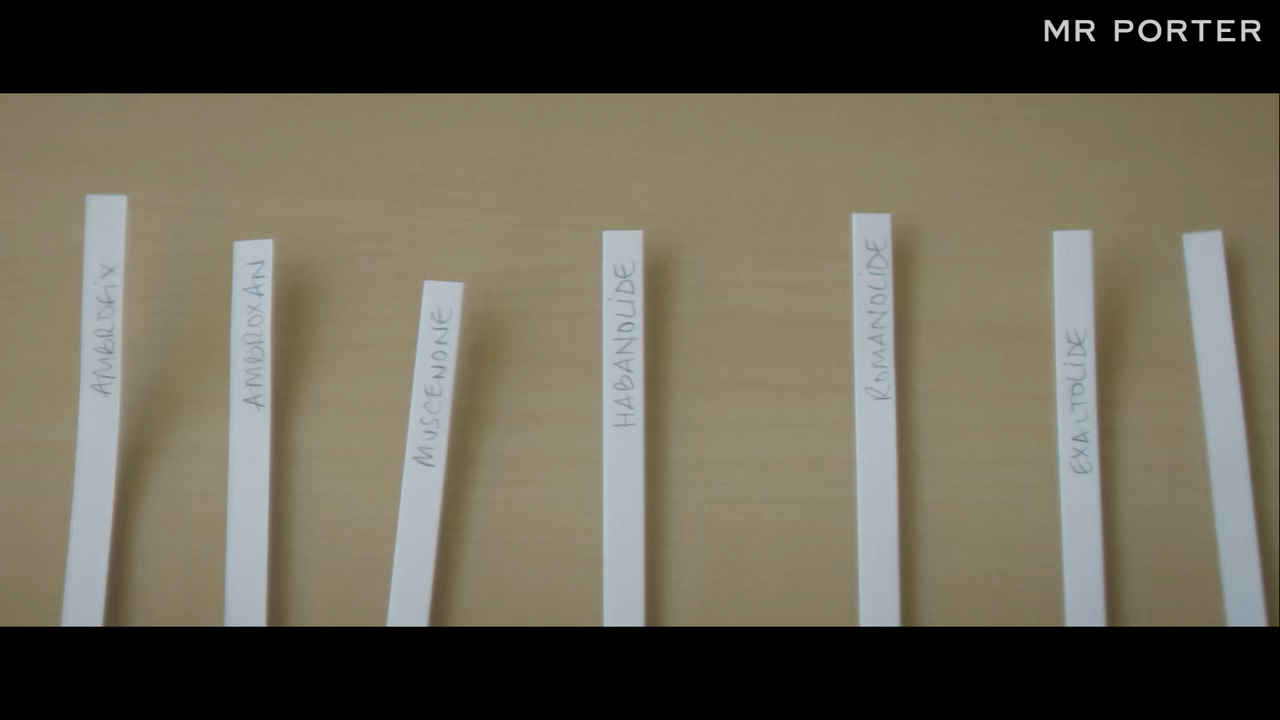 MR PORTER
AMBROFIX
AMBROXAN
MUSCENONE
HABANOLIDE
ROMANOLIDE
EXALTOLIDE